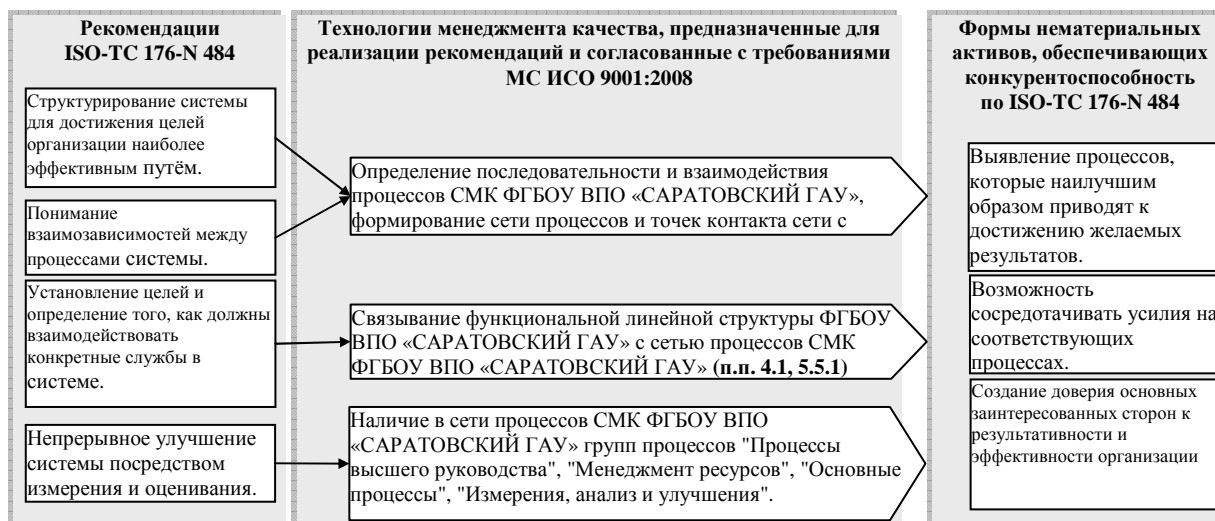 Рекомендации
ISO-TC 176-N 484
Структурирование системы
для достижения целей
организации наиболее
эффективным путём.
Понимание
взаимозависимостей между
процессами системы.
Установление целей и
определение того, как должны
взаимодействовать
конкретные службы в
системе.
Непрерывное улучшение
системы посредством
измерения и оценивания.
Технологии менеджмента качества, предназначенные для
реализации рекомендаций и согласованные с требованиями
МС ИСО 9001:2008
Определение последовательности и взаимодействия
процессов СМК ФГБОУ ВПО «САРАТОВСКИЙ ГАУ»,
формирование сети процессов и точек контакта сети с
Связывание функциональной линейной структуры ФГБОУ
ВПО «САРАТОВСКИЙ ГАУ» с сетью процессов СМК
ФГБОУ ВПО «САРАТОВСКИЙ ГАУ» (п.п. 4.1, 5.5.1)
Наличие в сети процессов СМК ФГБОУ ВПО
«САРАТОВСКИЙ ГАУ» групп процессов "Процессы
высшего руководства", "Менеджмент ресурсов", "Основные
процессы", "Измерения, анализ и улучшения".
Формы нематериальных
активов, обеспечивающих
конкурентоспособность
по ISO-TC 176-N 484
Выявление процессов,
которые наилучшим
образом приводят к
достижению желаемых
результатов.
Возможность
сосредотачивать усилия на
соответствующих
процессах.
Создание доверия основных
заинтересованных сторон к
результативности и
эффективности организации